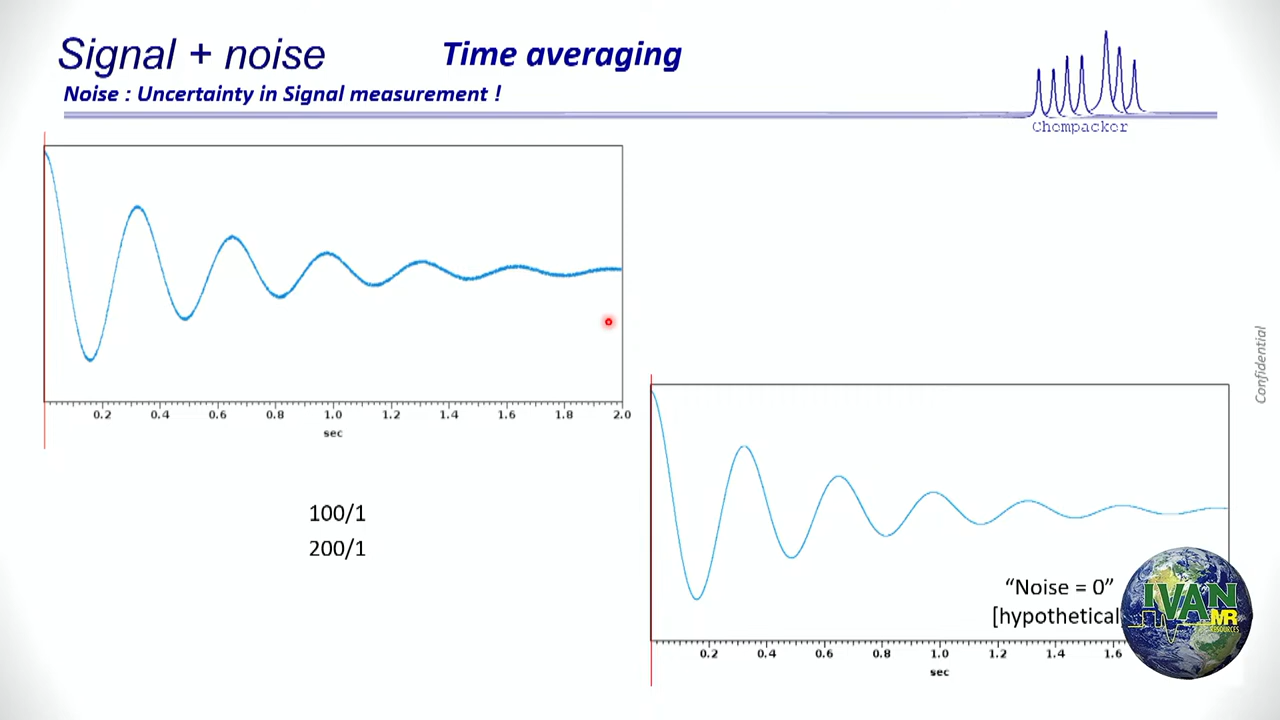 Signal + noise
Time averaging
Noise : Uncertainty in Signal measurement !
Chompacker
0.2 0.4 0.6 0.8 1.0 1.2 1.4 1.6 1.8 2.0
sec
Confidential
100/1
200/1
“Noise = 0”
[hypothetical
IVAN
MR
RESOURCES
0.2 0.4 0.6 0.8 1.0 1.2 1.4 1.6
sec